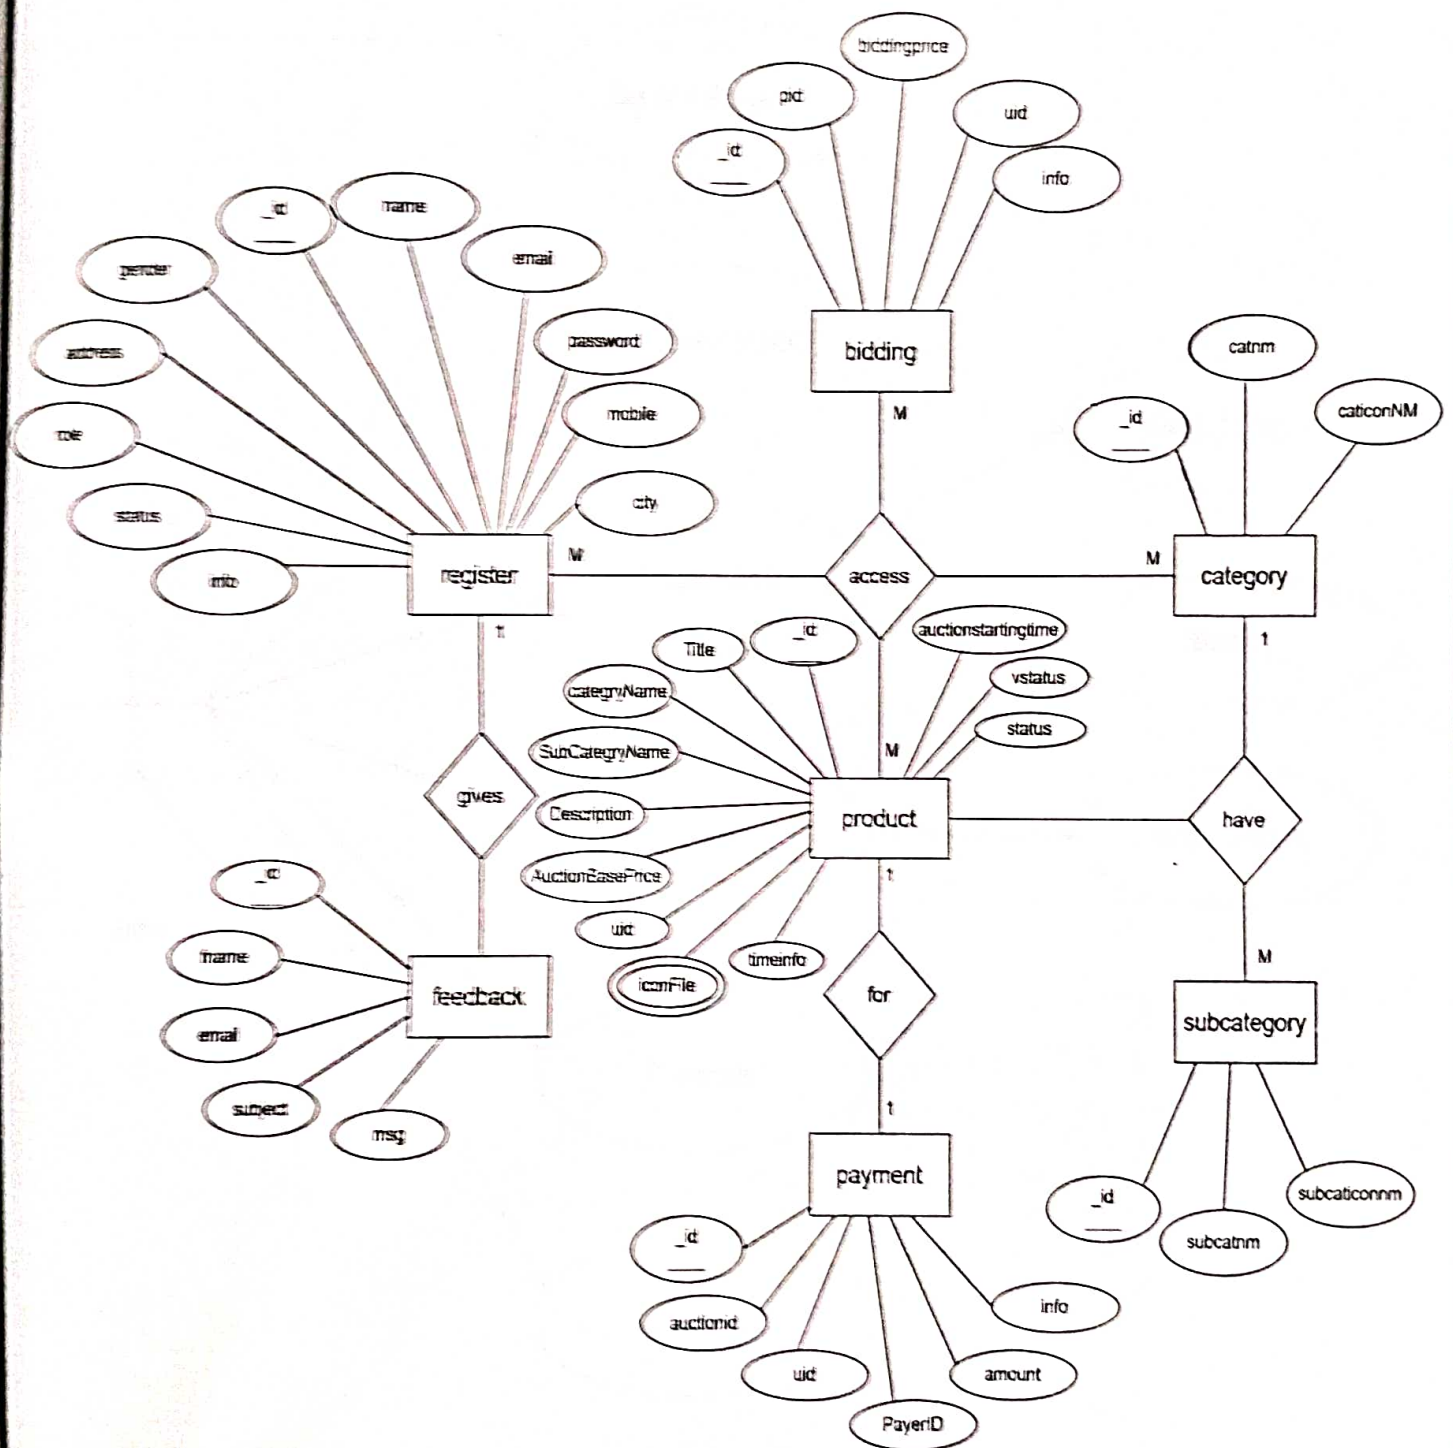 biddingprice
pid
uid
_id
info
_id
name
email
gender
password
address
mobile
role
city
status
info
register
M
1
bidding
M
catnm
_id
caticonNM
category
M
1
access
gives
_id
Title
auctionstartingtime
categryName
vstatus
SubCategryName
status
M
Description
product
1
AuctionBasePrice
uid
iconFile
timeinfo
have
M
_id
fname
email
subject
msg
feedback
for
1
subcategory
_id
subcatnm
subcaticonnm
payment
_id
auctionid
uid
PayerID
amount
info